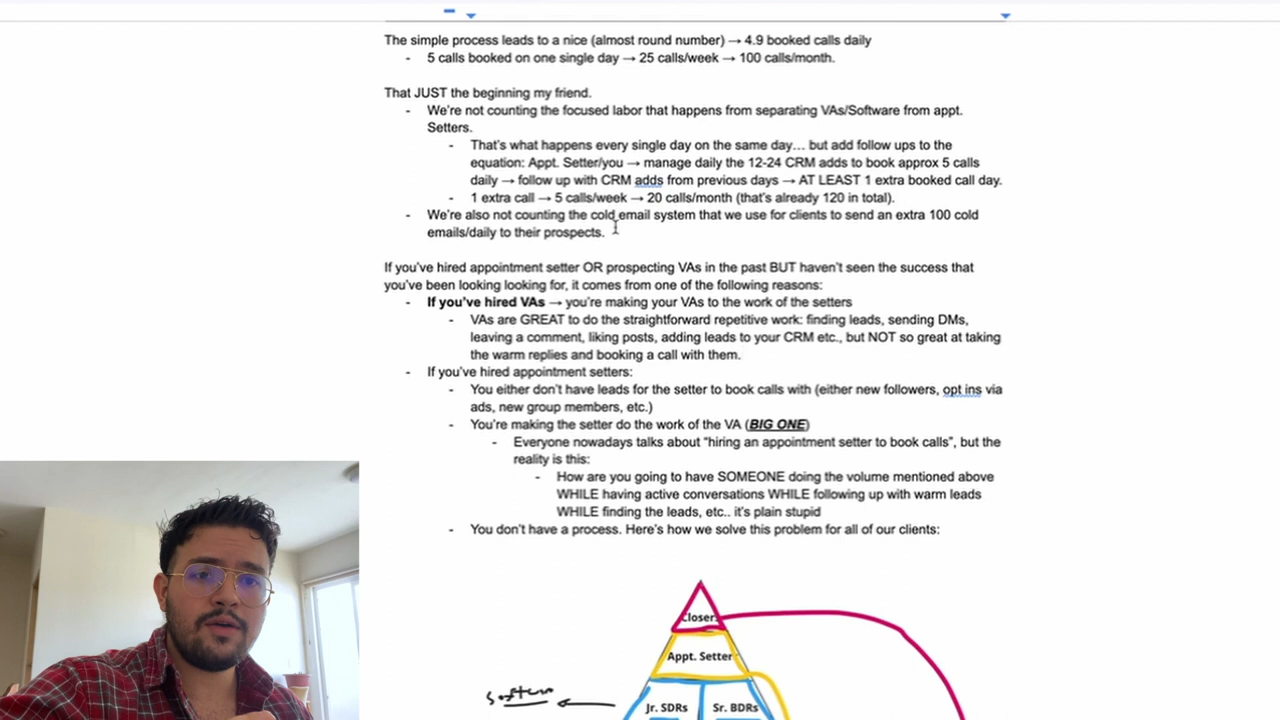 The simple process leads to a nice (almost round number) → 4.9 booked calls daily
- 5 calls booked on one single day → 25 calls/week → 100 calls/month.
That JUST the beginning my friend.
- We're not counting the focused labor that happens from separating VAs/Software from appt.
Setters.
- That's what happens every single day on the same day… but add follow ups to the
equation: Appt. Setter/you → manage daily the 12-24 CRM adds to book approx 5 calls
daily → follow up with CRM adds from previous days → AT LEAST 1 extra booked call day.
- 1 extra call → 5 calls/week → 20 calls/month (that's already 120 in total).
- We're also not counting the cold email system that we use for clients to send an extra 100 cold
emails/daily to their prospects.
If you've hired appointment setter OR prospecting VAs in the past BUT haven't seen the success that
you've been looking looking for, it comes from one of the following reasons:
- If you've hired VAs → you're making your VAs to the work of the setters
- VAs are GREAT to do the straightforward repetitive work: finding leads, sending DMs,
leaving a comment, liking posts, adding leads to your CRM etc., but NOT so great at taking
the warm replies and booking a call with them.
- If you've hired appointment setters:
- You either don't have leads for the setter to book calls with (either new followers, opt ins via
ads, new group members, etc.)
- You're making the setter do the work of the VA (BIG ONE)
- Everyone nowadays talks about "hiring an appointment setter to book calls", but the
reality is this:
- How are you going to have SOMEONE doing the volume mentioned above
WHILE having active conversations WHILE following up with warm leads
WHILE finding the leads, etc.. it's plain stupid
- You don't have a process. Here's how we solve this problem for all of our clients:
Closer
Appt. Setter
Jr. SDRs
Sr. BDRs